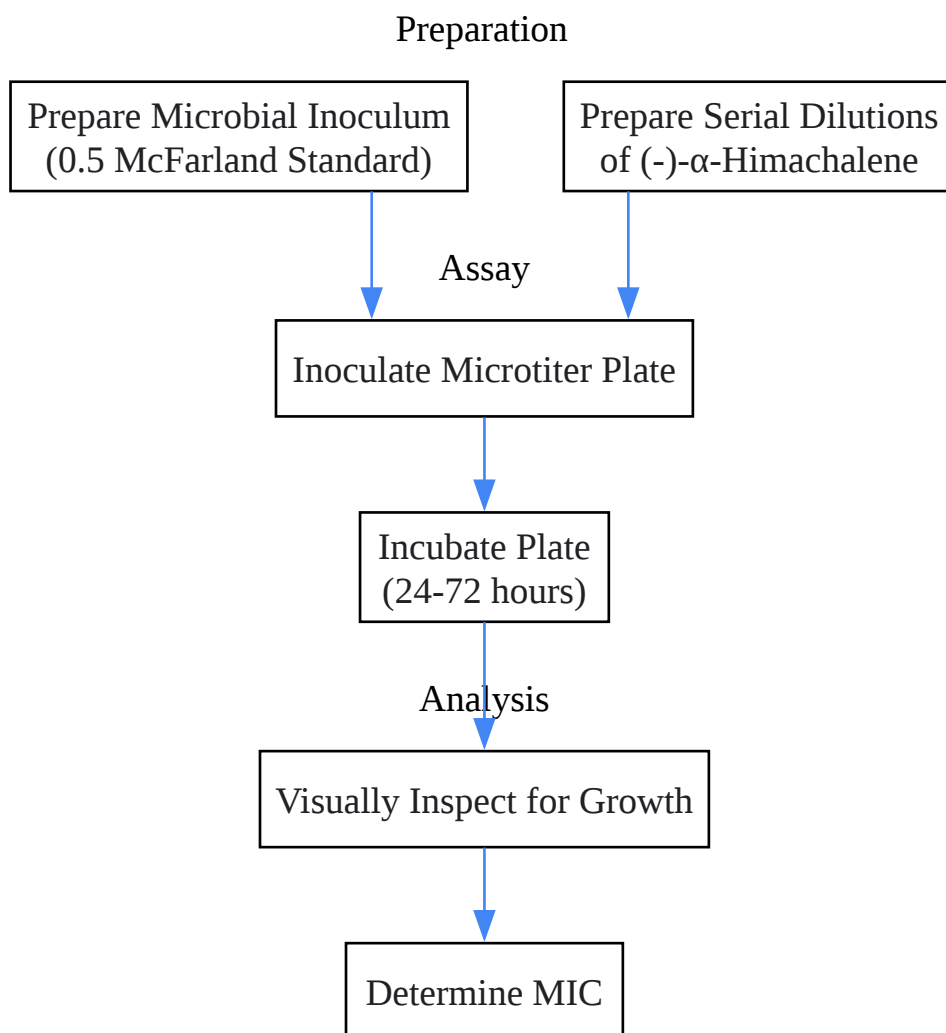 Preparation
Prepare Microbial Inoculum
(0.5 McFarland Standard)
Prepare Serial Dilutions
of (-)-α-Himachalene
Assay
Inoculate Microtiter Plate
Incubate Plate
(24-72 hours)
Analysis
Visually Inspect for Growth
Determine MIC